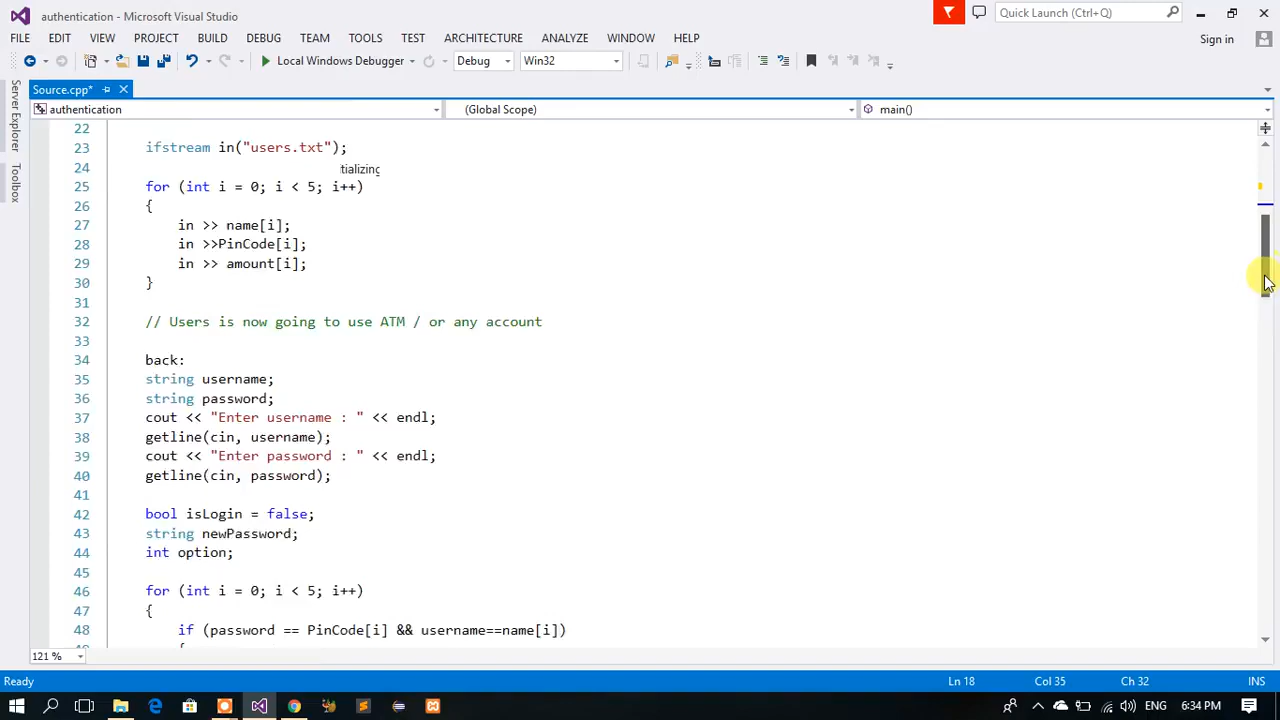 authentication - Microsoft Visual Studio
Quick Launch (Ctrl+Q)
FILE EDIT VIEW PROJECT BUILD DEBUG TEAM TOOLS TEST ARCHITECTURE ANALYZE WINDOW HELP
Sign in
Local Windows Debugger Debug Win32
Server Explorer
Toolbox
Source.cpp*
authentication (Global Scope) main()
22
23 ifstream in("users.txt");
24 tializing
25 for (int i = 0; i < 5; i++)
26 {
27 in >> name[i];
28 in >>PinCode[i];
29 in >> amount[i];
30 }
31
32 // Users is now going to use ATM / or any account
33
34 back:
35 string username;
36 string password;
37 cout << "Enter username : " << endl;
38 getline(cin, username);
39 cout << "Enter password : " << endl;
40 getline(cin, password);
41
42 bool isLogin = false;
43 string newPassword;
44 int option;
45
46 for (int i = 0; i < 5; i++)
47 {
48 if (password == PinCode[i] && username==name[i])
121 %
Ready Ln 18 Col 35 Ch 32 INS
ENG 6:34 PM